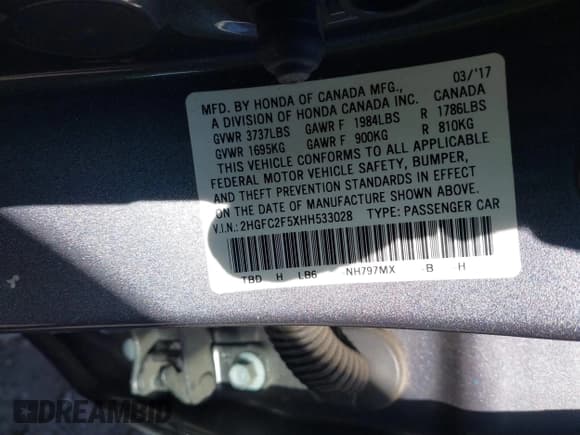 MFD. BY HONDA OF CANADA MFG., 03/'17
A DIVISION OF HONDA CANADA INC. CANADA
GVWR 3737LBS GAWR F 1984LBS R 1786LBS
GVWR 1695KG GAWR F 900KG R 810KG
THIS VEHICLE CONFORMS TO ALL APPLICABLE
FEDERAL MOTOR VEHICLE SAFETY, BUMPER,
AND THEFT PREVENTION STANDARDS IN EFFECT
ON THE DATE OF MANUFACTURE SHOWN ABOVE.
V.I.N.: 2HGFC2F5XHH533028 TYPE: PASSENGER CAR
TBD H LB6 NH797MX B H
DREAMBID